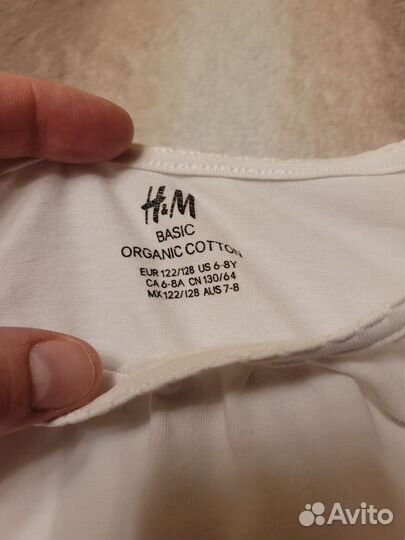 H&M
BASIC
ORGANIC COTTON
EUR 122/128 US 6-8Y
CA 6-8A CN 130/64
MX 122/128 AUS 7-8
Avito